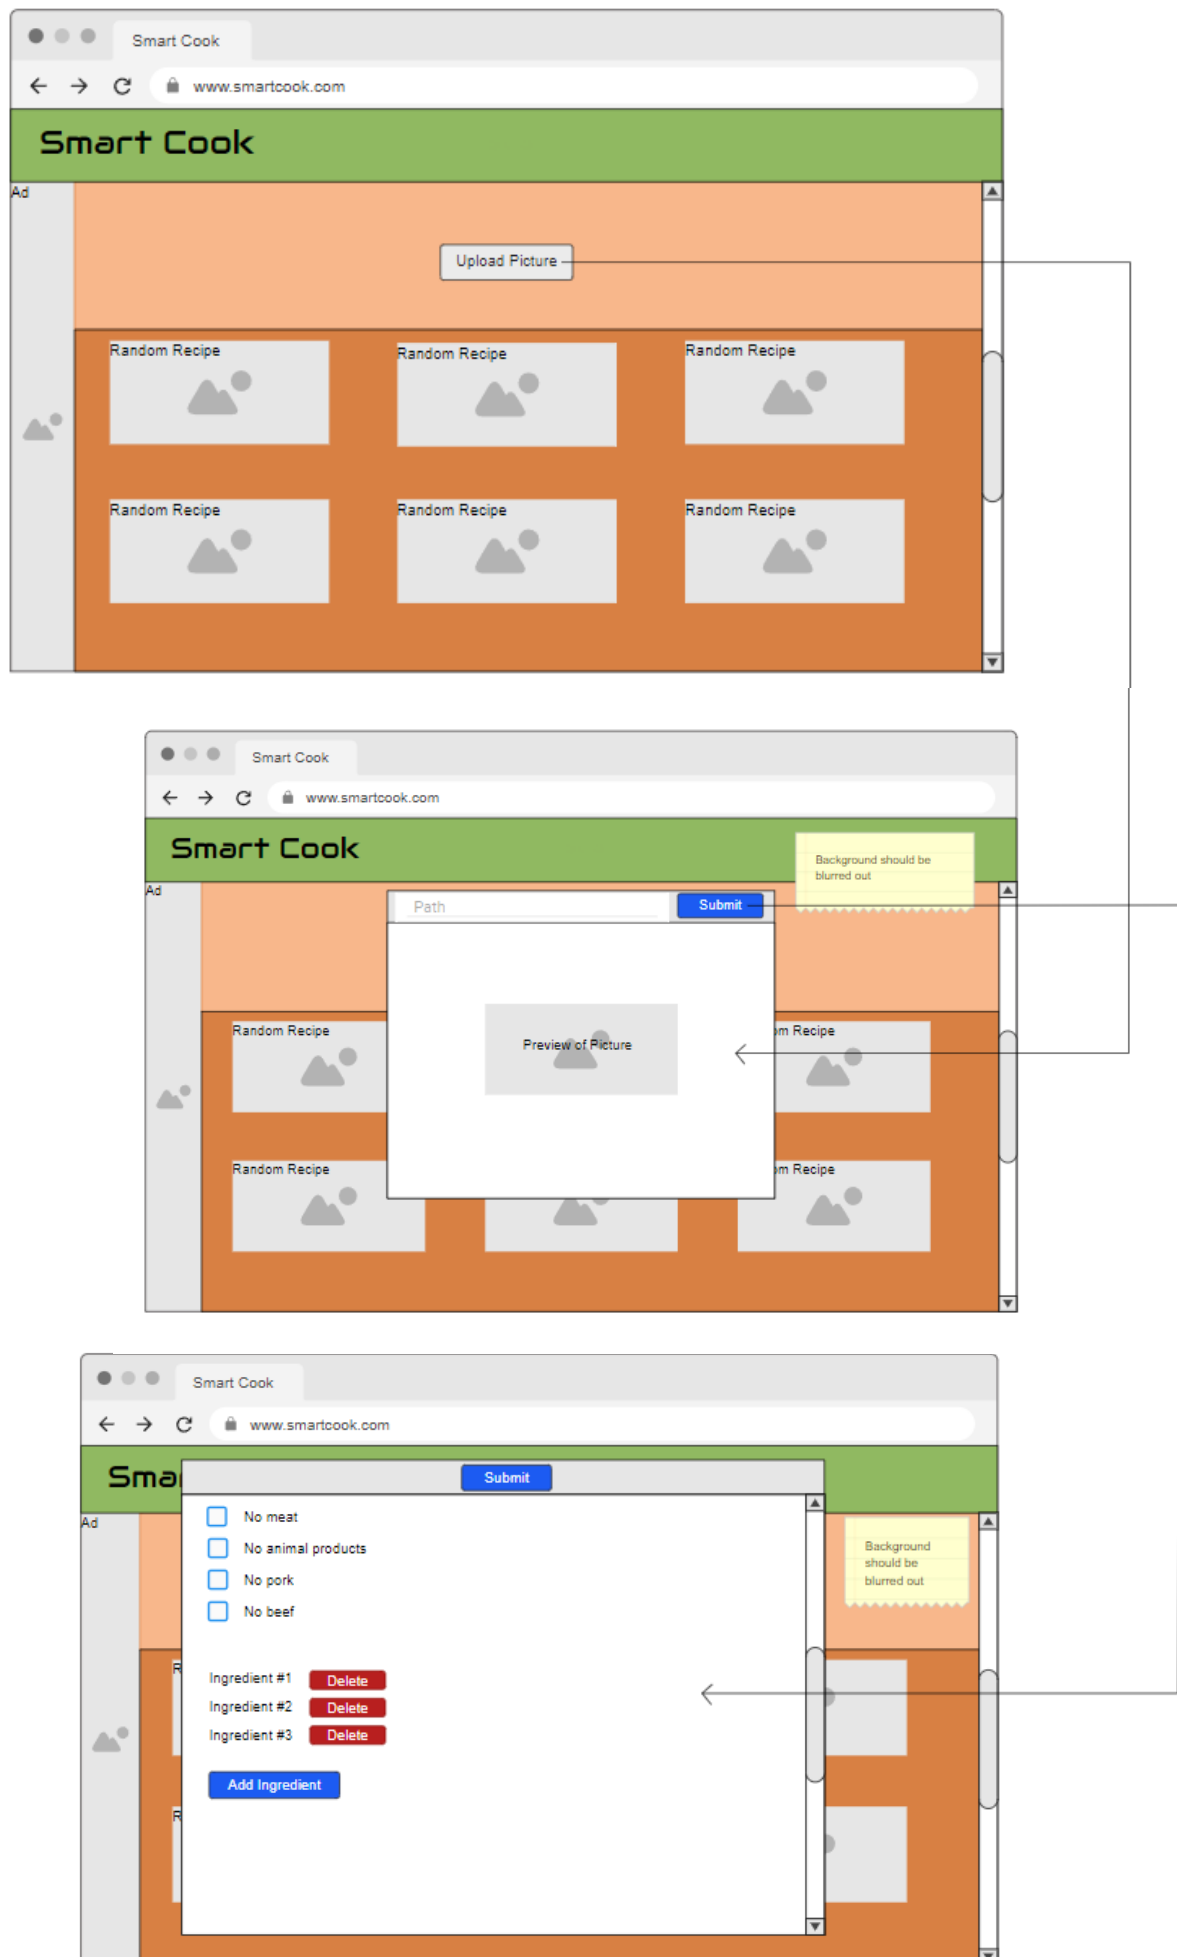 Smart Cook
www.smartcook.com
Smart Cook
Ad
Upload Picture
Random Recipe
Random Recipe
Random Recipe
Random Recipe
Random Recipe
Random Recipe
Smart Cook
www.smartcook.com
Smart Cook
Background should be
blurred out
Ad
Path
Submit
Random Recipe
Preview of Picture
om Recipe
Random Recipe
om Recipe
Smart Cook
www.smartcook.com
Sma
Submit
Ad
No meat
No animal products
No pork
No beef
Background
should be
blurred out
R
Ingredient #1 Delete
Ingredient #2 Delete
Ingredient #3 Delete
Add Ingredient
R